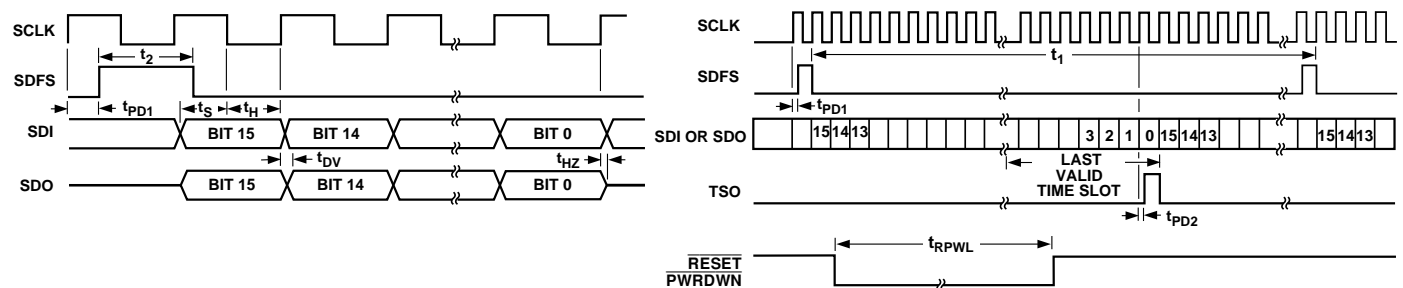 SCLK
t2
SDFS
tPD1
tS
tH
SDI
BIT 15
BIT 14
BIT 0
tDV
tHZ
SDO
BIT 15
BIT 14
BIT 0
SCLK
t1
SDFS
tPD1
SDI OR SDO
15 14 13
3 2 1 0 15 14 13
15 14 13
LAST
VALID
TIME SLOT
TSO
tPD2
tRPWL
RESET
PWRDWN